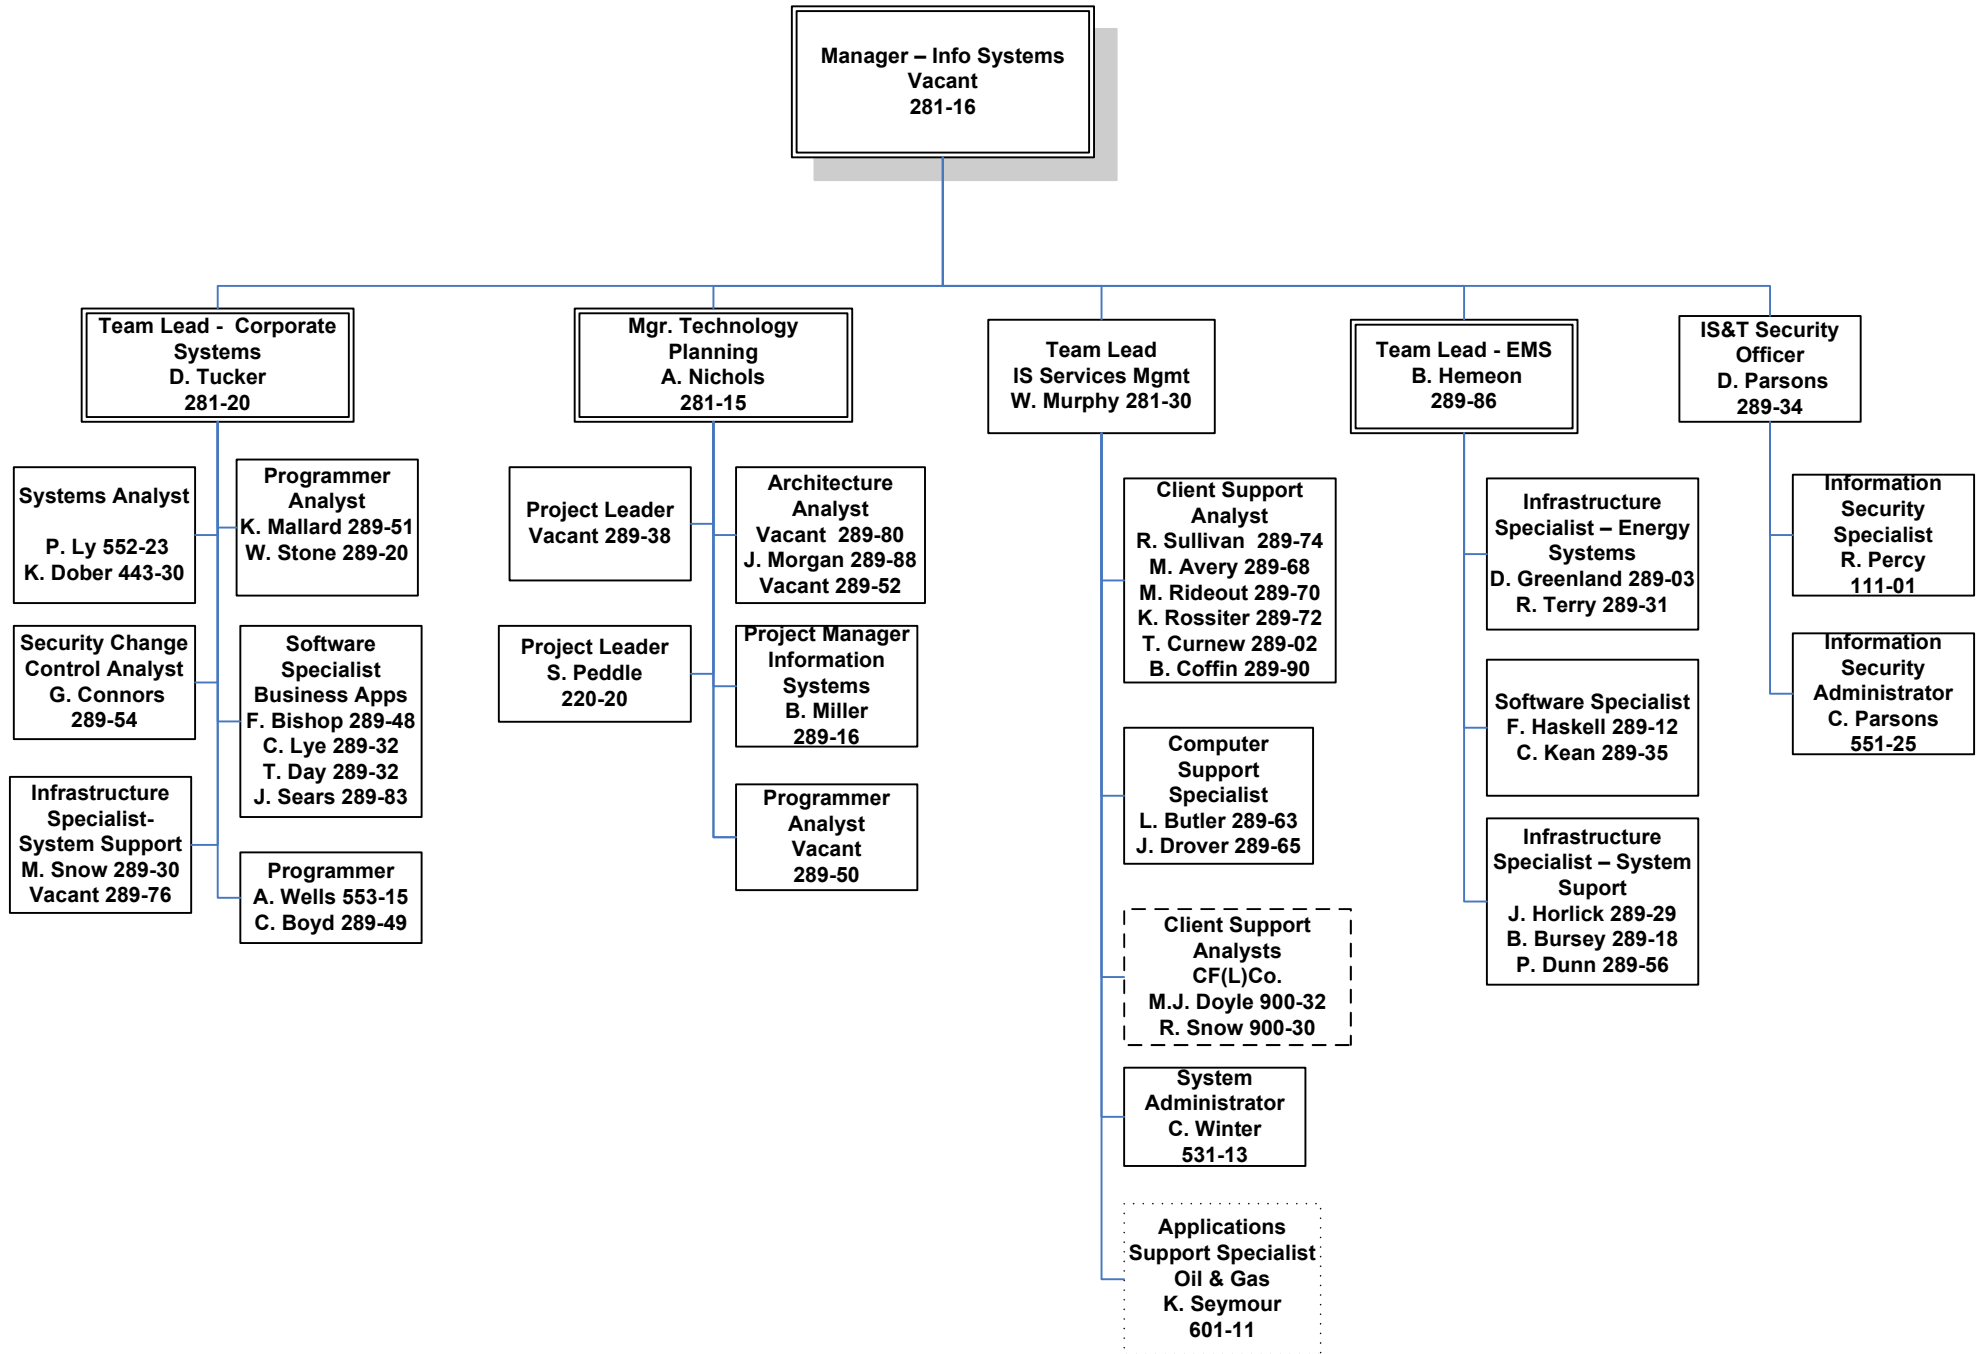 Manager – Info Systems
Vacant
281-16
Team Lead - Corporate
Systems
D. Tucker
281-20
Mgr. Technology
Planning
A. Nichols
281-15
Team Lead
IS Services Mgmt
W. Murphy 281-30
Team Lead - EMS
B. Hemeon
289-86
IS&T Security
Officer
D. Parsons
289-34
Systems Analyst
P. Ly 552-23
K. Dober 443-30
Programmer
Analyst
K. Mallard 289-51
W. Stone 289-20
Security Change
Control Analyst
G. Connors
289-54
Software
Specialist
Business Apps
F. Bishop 289-48
C. Lye 289-32
T. Day 289-32
J. Sears 289-83
Infrastructure
Specialist-
System Support
M. Snow 289-30
Vacant 289-76
Programmer
A. Wells 553-15
C. Boyd 289-49
Project Leader
Vacant 289-38
Architecture
Analyst
Vacant 289-80
J. Morgan 289-88
Vacant 289-52
Project Leader
S. Peddle
220-20
Project Manager
Information
Systems
B. Miller
289-16
Programmer
Analyst
Vacant
289-50
Client Support
Analyst
R. Sullivan 289-74
M. Avery 289-68
M. Rideout 289-70
K. Rossiter 289-72
T. Curnew 289-02
B. Coffin 289-90
Computer
Support
Specialist
L. Butler 289-63
J. Drover 289-65
Client Support
Analysts
CF(L)Co.
M.J. Doyle 900-32
R. Snow 900-30
System
Administrator
C. Winter
531-13
Applications
Support Specialist
Oil & Gas
K. Seymour
601-11
Infrastructure
Specialist – Energy
Systems
D. Greenland 289-03
R. Terry 289-31
Software Specialist
F. Haskell 289-12
C. Kean 289-35
Infrastructure
Specialist – System
Suport
J. Horlick 289-29
B. Bursey 289-18
P. Dunn 289-56
Information
Security
Specialist
R. Percy
111-01
Information
Security
Administrator
C. Parsons
551-25